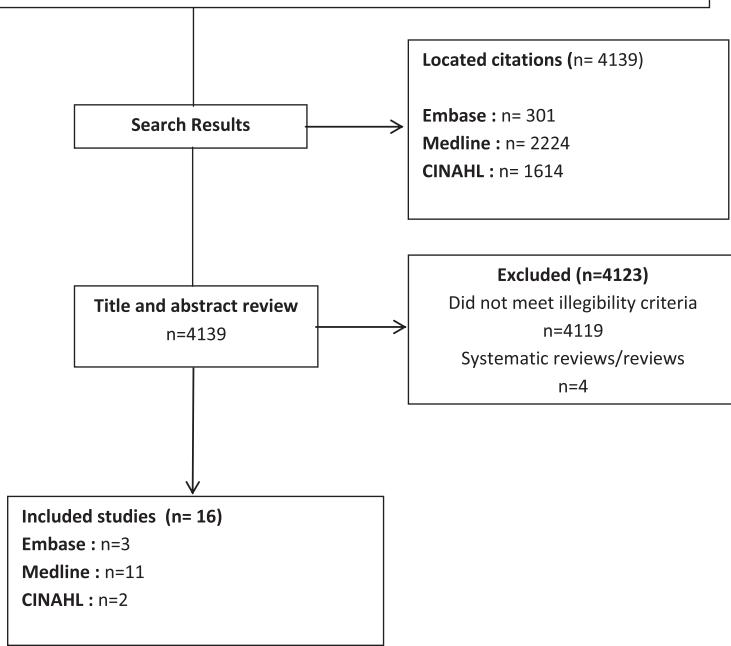 Located citations (n= 4139)
Embase : n= 301
Medline : n= 2224
CINAHL : n= 1614
Search Results
Title and abstract review
n=4139
Excluded (n=4123)
Did not meet illegibility criteria
n=4119
Systematic reviews/reviews
n=4
Included studies (n= 16)
Embase : n=3
Medline : n=11
CINAHL : n=2